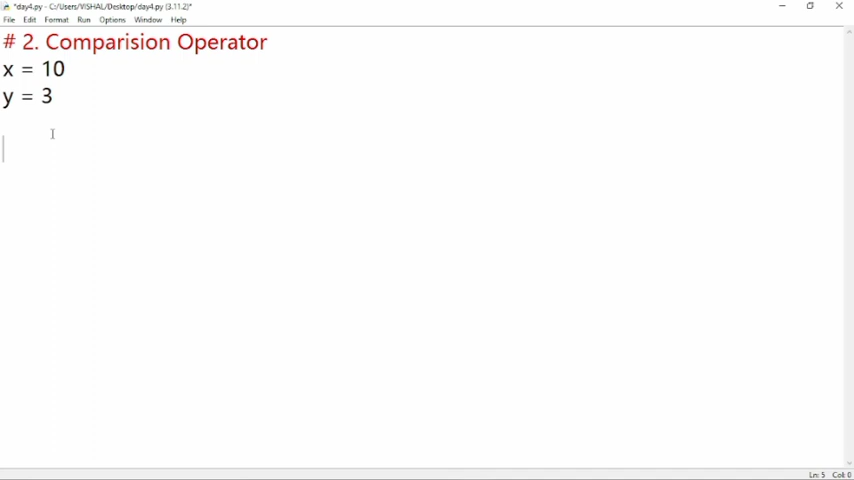 *day4.py - C:/Users/VISHAL/Desktop/day4.py (3.11.2)*
File Edit Format Run Options Window Help
# 2. Comparision Operator
x = 10
y = 3
Ln: 5 Col: 0